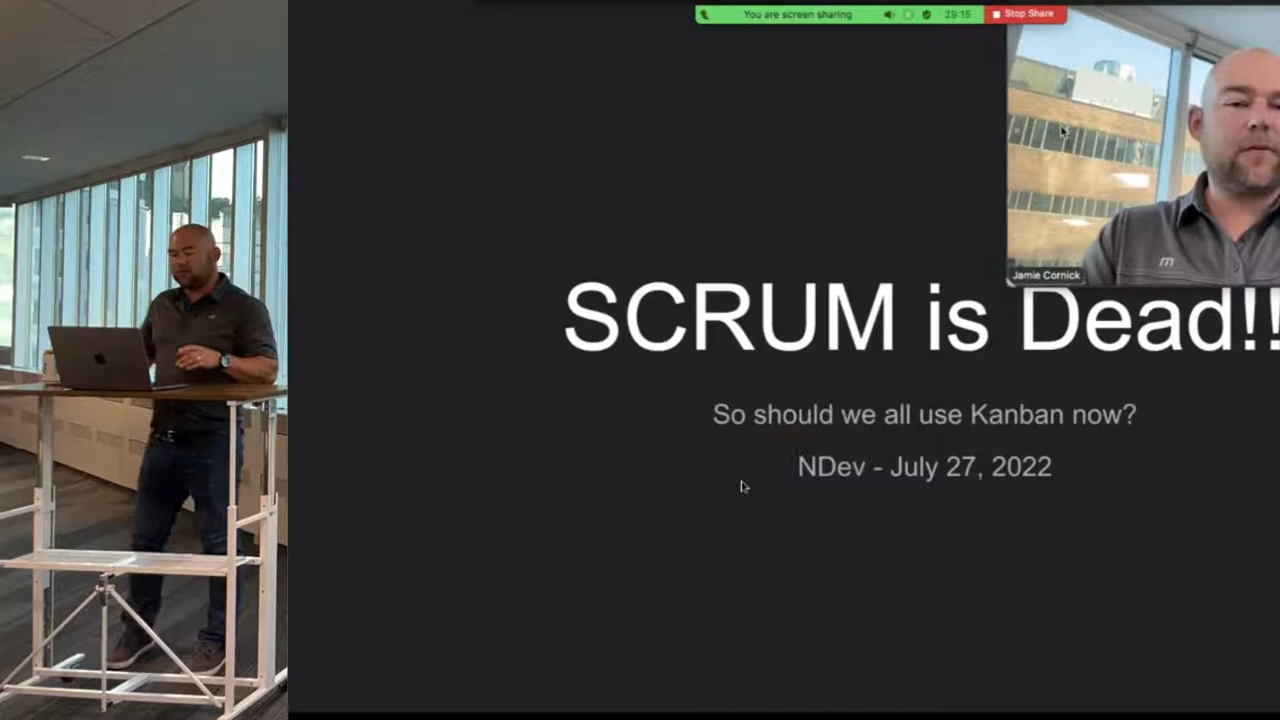 You are screen sharing
29:15
Stop Share
Jamie Cornick
SCRUM is Dead!!
So should we all use Kanban now?
NDev - July 27, 2022